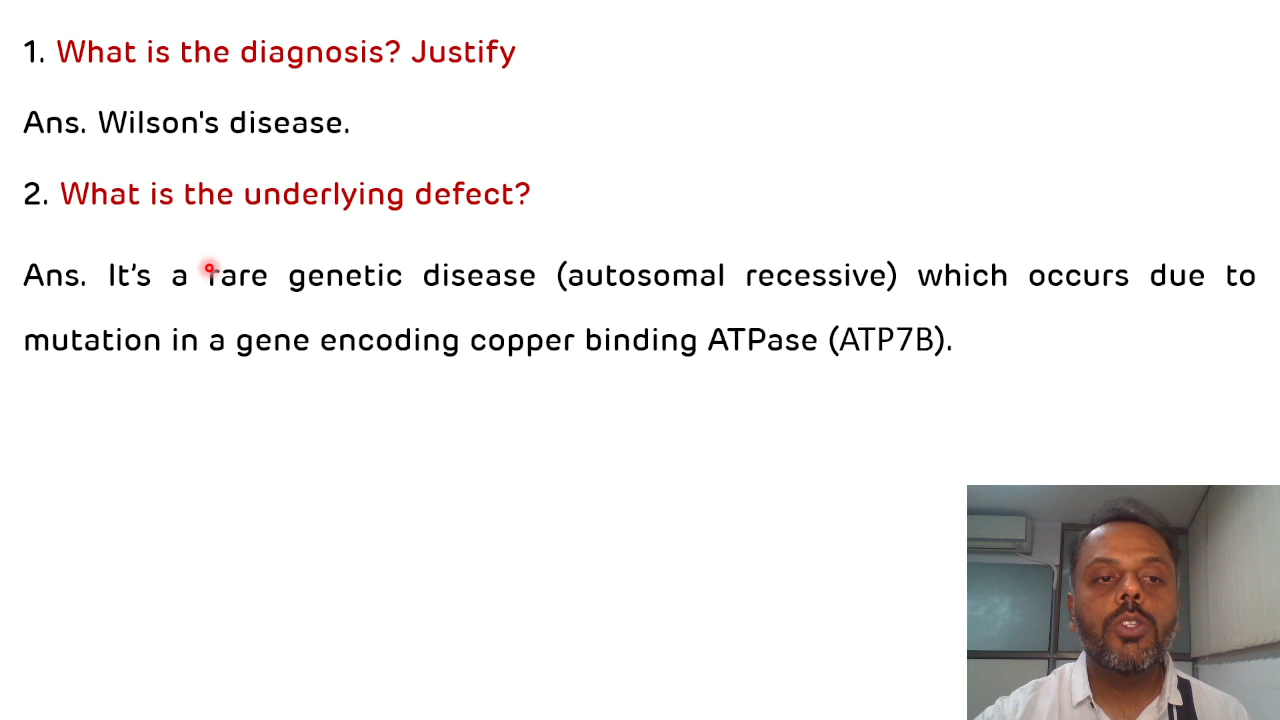 1. What is the diagnosis? Justify
Ans. Wilson's disease.
2. What is the underlying defect?
Ans. It’s a rare genetic disease (autosomal recessive) which occurs due to
mutation in a gene encoding copper binding ATPase (ATP7B).